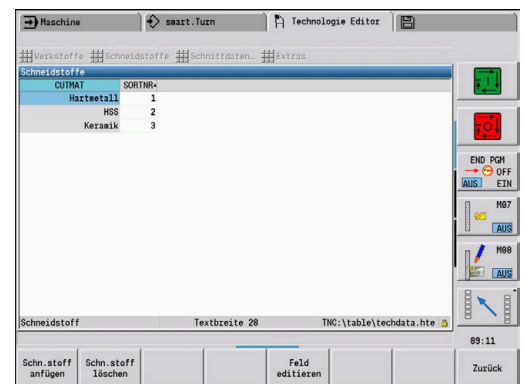 Maschine
smart.Turn
Technologie Editor
Werkstoffe
Schneidstoffe
Schnittdaten…
Extras
Schneidstoffe
CUTMAT SORTNR
Hartmetall 1
HSS 2
Keramik 3
END PGM
OFF
AUS EIN
M07
AUS
M08
AUS
Schneidstoff Textbreite 20 TNC:\table\techdata.hte
09:11
Schn.stoff anfügen
Schn.stoff löschen
Feld editieren
Zurück